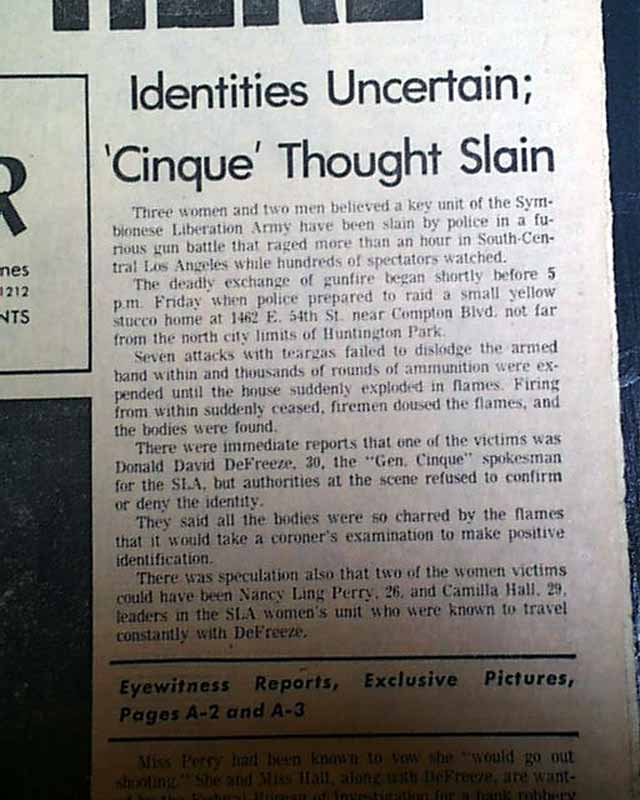 HERE
R
nes
1212
NTS
Identities Uncertain;
'Cinque' Thought Slain
Three women and two men believed a key unit of the Sym-
bionese Liberation Army have been slain by police in a fu-
rious gun battle that raged more than an hour in South-Cen-
tral Los Angeles while hundreds of spectators watched.
The deadly exchange of gunfire began shortly before 5
p.m. Friday when police prepared to raid a small yellow
stucco home at 1462 E. 54th St. near Compton Blvd. not far
from the north city limits of Huntington Park.
Seven attacks with teargas failed to dislodge the armed
band within and thousands of rounds of ammunition were ex-
pended until the house suddenly exploded in flames. Firing
from within suddenly ceased, firemen doused the flames, and
the bodies were found.
There were immediate reports that one of the victims was
Donald David DeFreeze, 30, the "Gen. Cinque" spokesman
for the SLA, but authorities at the scene refused to confirm
or deny the identity.
They said all the bodies were so charred by the flames
that it would take a coroner's examination to make positive
identification.
There was speculation also that two of the women victims
could have been Nancy Ling Perry, 26, and Camilla Hall, 29,
leaders in the SLA women's unit who were known to travel
constantly with DeFreeze.
Eyewitness Reports, Exclusive Pictures,
Pages A-2 and A-3
Miss Perry had been known to vow she "would go out
shooting." She and Miss Hall, along with DeFreeze, are want-
ed by the Federal Bureau of Investigation for a bank robbery